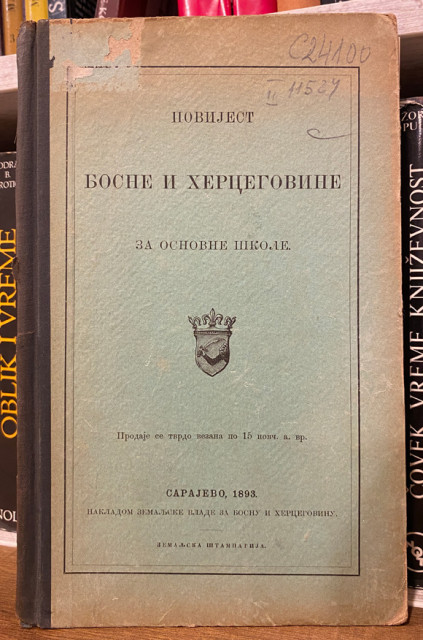 C24100
II 11527
ПОВИЈЕСТ
БОСНЕ И ХЕРЦЕГОВИНЕ
ЗА ОСНОВНЕ ШКОЛЕ.
Продаје се тврдо везана по 15 новч. а. вр.
САРАЈЕВО, 1893.
НАКЛАДОМ ЗЕМАЉСКЕ ВЛАДЕ ЗА БОСНУ И ХЕРЦЕГОВИНУ.
ЗЕМАЉСКА ШТАМПАРИЈА.
OBLIK I VREME
ČOVEK VREME KNJIŽEVNOST